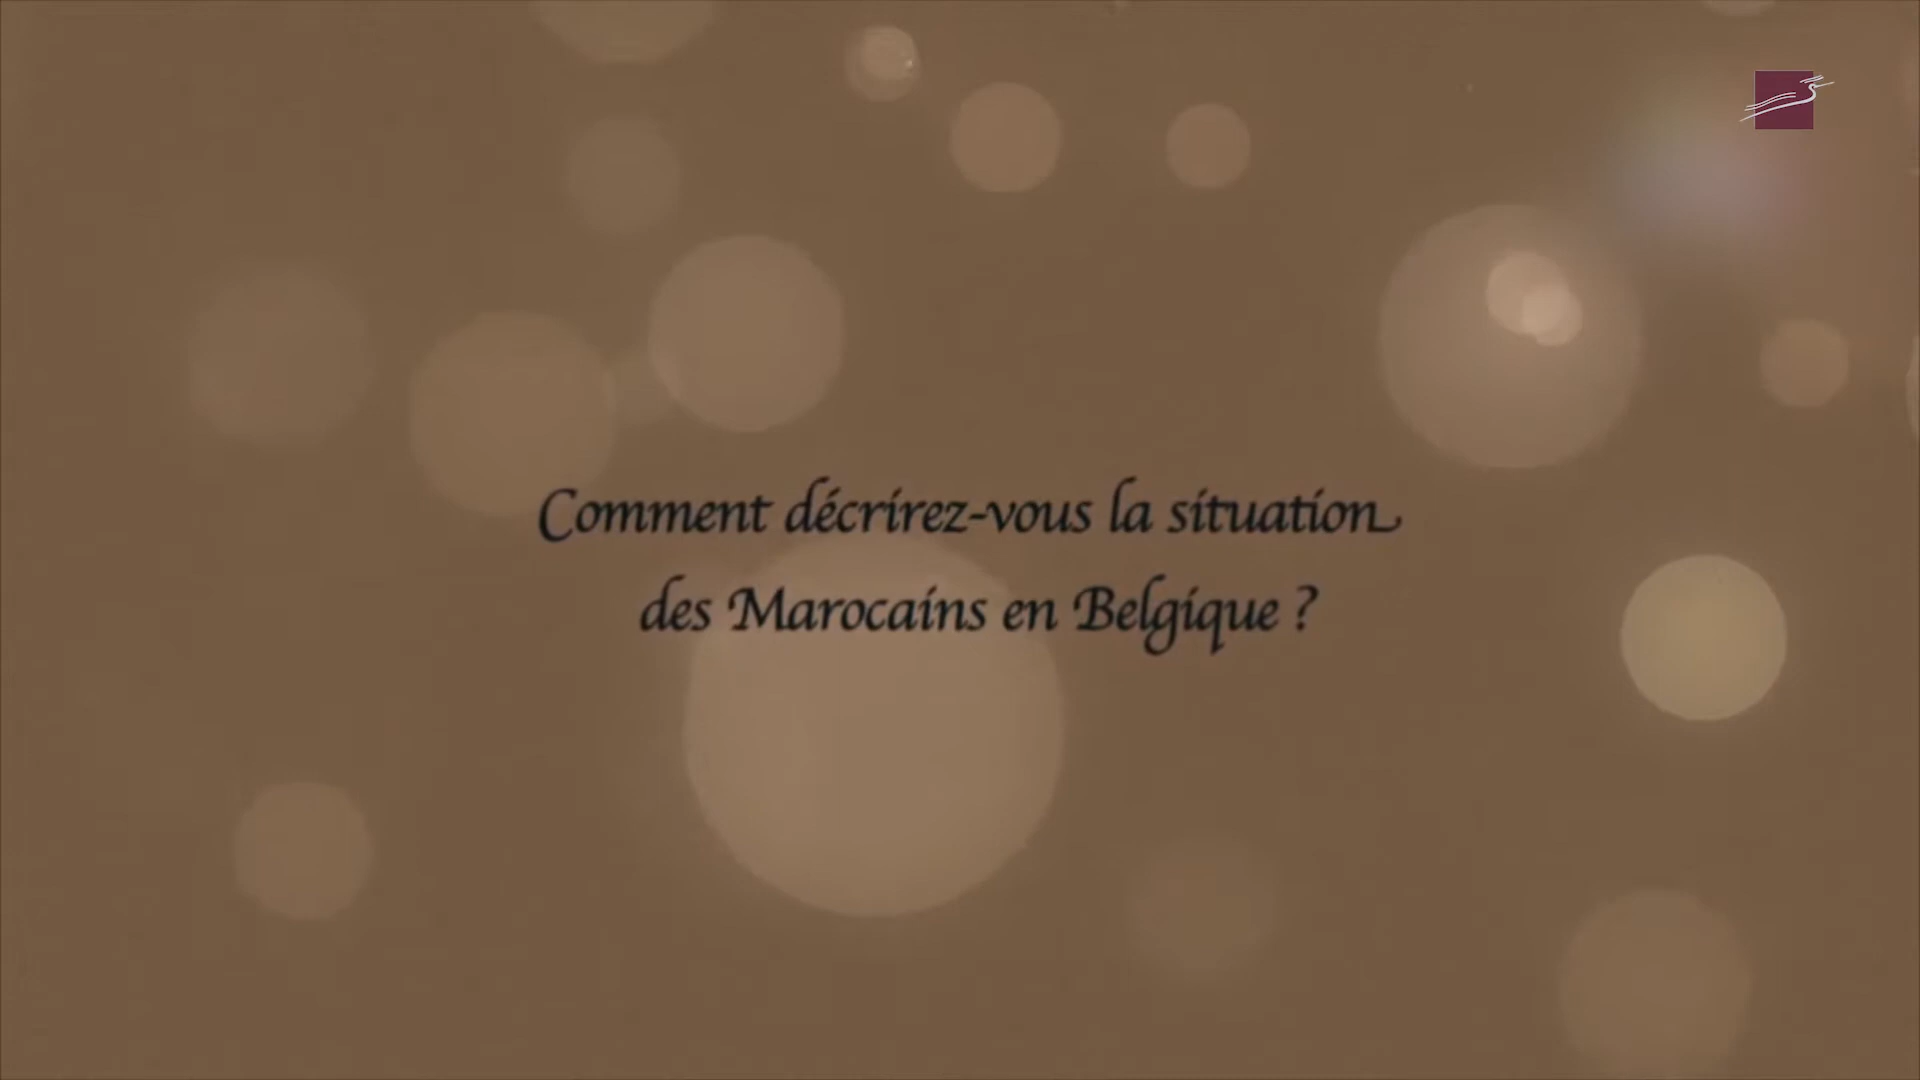 Comment décrirez-vous la situation
des Marocains en Belgique ?